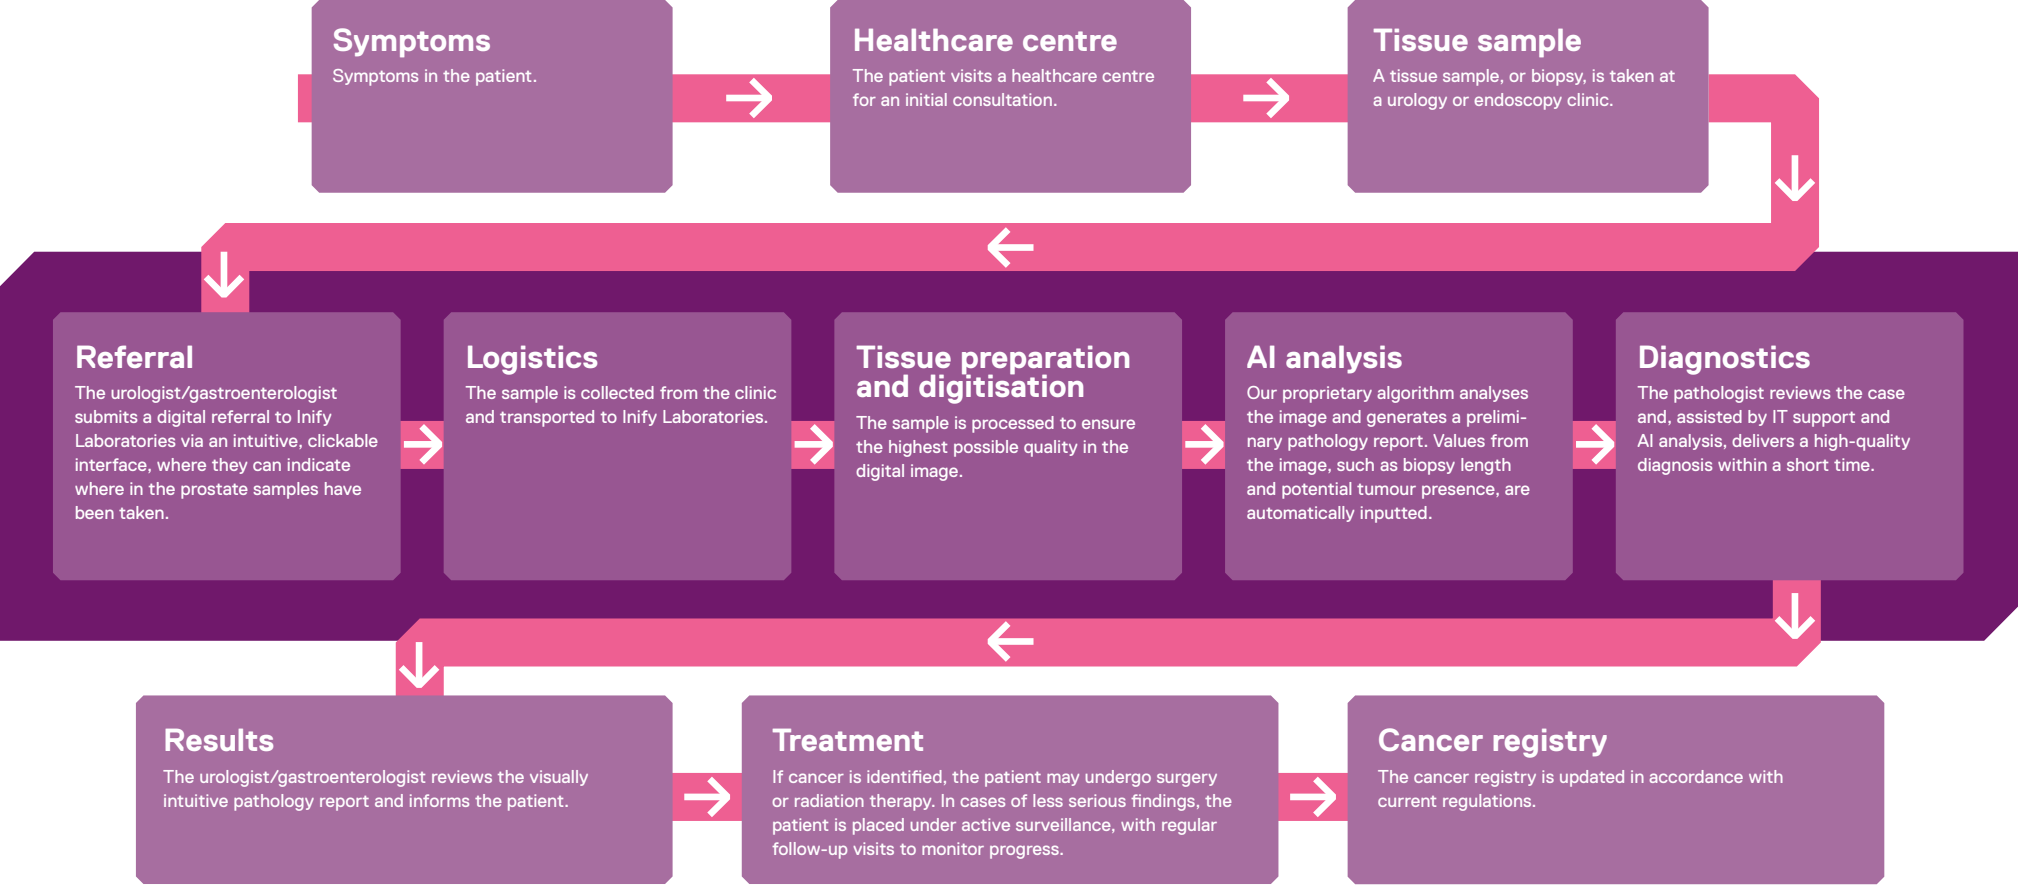 Symptoms
Symptoms in the patient.
Healthcare centre
The patient visits a healthcare centre
for an initial consultation.
Tissue sample
A tissue sample, or biopsy, is taken at
a urology or endoscopy clinic.
Referral
The urologist/gastroenterologist
submits a digital referral to Inify
Laboratories via an intuitive, clickable
interface, where they can indicate
where in the prostate samples have
been taken.
Logistics
The sample is collected from the clinic
and transported to Inify Laboratories.
Tissue preparation
and digitisation
The sample is processed to ensure
the highest possible quality in the
digital image.
AI analysis
Our proprietary algorithm analyses
the image and generates a prelimi-
nary pathology report. Values from
the image, such as biopsy length
and potential tumour presence, are
automatically inputted.
Diagnostics
The pathologist reviews the case
and, assisted by IT support and
AI analysis, delivers a high-quality
diagnosis within a short time.
Results
The urologist/gastroenterologist reviews the visually
intuitive pathology report and informs the patient.
Treatment
If cancer is identified, the patient may undergo surgery
or radiation therapy. In cases of less serious findings, the
patient is placed under active surveillance, with regular
follow-up visits to monitor progress.
Cancer registry
The cancer registry is updated in accordance with
current regulations.